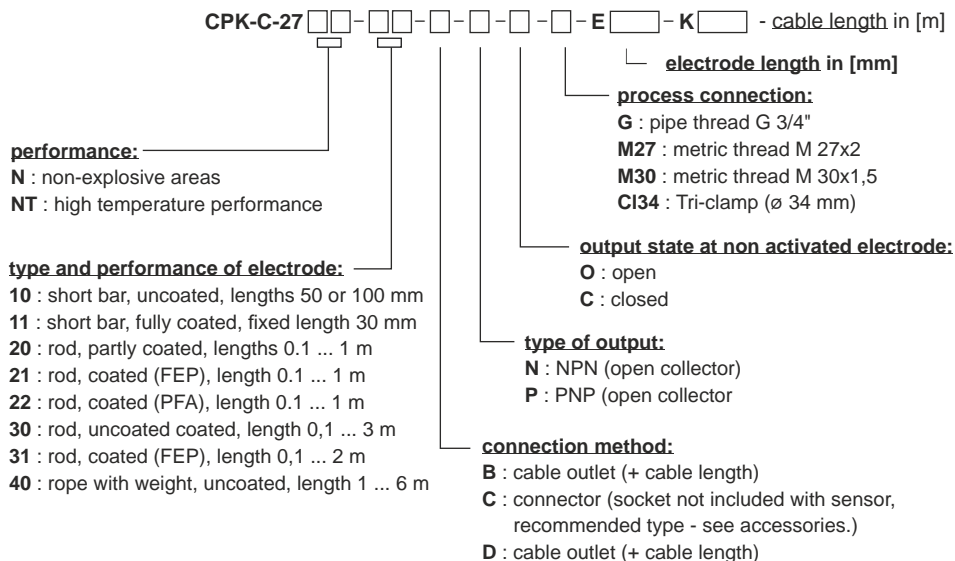 CPK-C-27 - - - - - - E - K - cable length in [m]
electrode length in [mm]
process connection:
G : pipe thread G 3/4"
M27 : metric thread M 27x2
M30 : metric thread M 30x1,5
Cl34 : Tri-clamp (ø 34 mm)
performance:
N : non-explosive areas
NT : high temperature performance
output state at non activated electrode:
O : open
C : closed
type and performance of electrode:
10 : short bar, uncoated, lengths 50 or 100 mm
11 : short bar, fully coated, fixed length 30 mm
20 : rod, partly coated, lengths 0.1 ... 1 m
21 : rod, coated (FEP), length 0.1 ... 1 m
22 : rod, coated (PFA), length 0.1 ... 1 m
30 : rod, uncoated coated, length 0,1 ... 3 m
31 : rod, coated (FEP), length 0,1 ... 2 m
40 : rope with weight, uncoated, length 1 ... 6 m
type of output:
N : NPN (open collector)
P : PNP (open collector
connection method:
B : cable outlet (+ cable length)
C : connector (socket not included with sensor,
recommended type - see accessories.)
D : cable outlet (+ cable length)